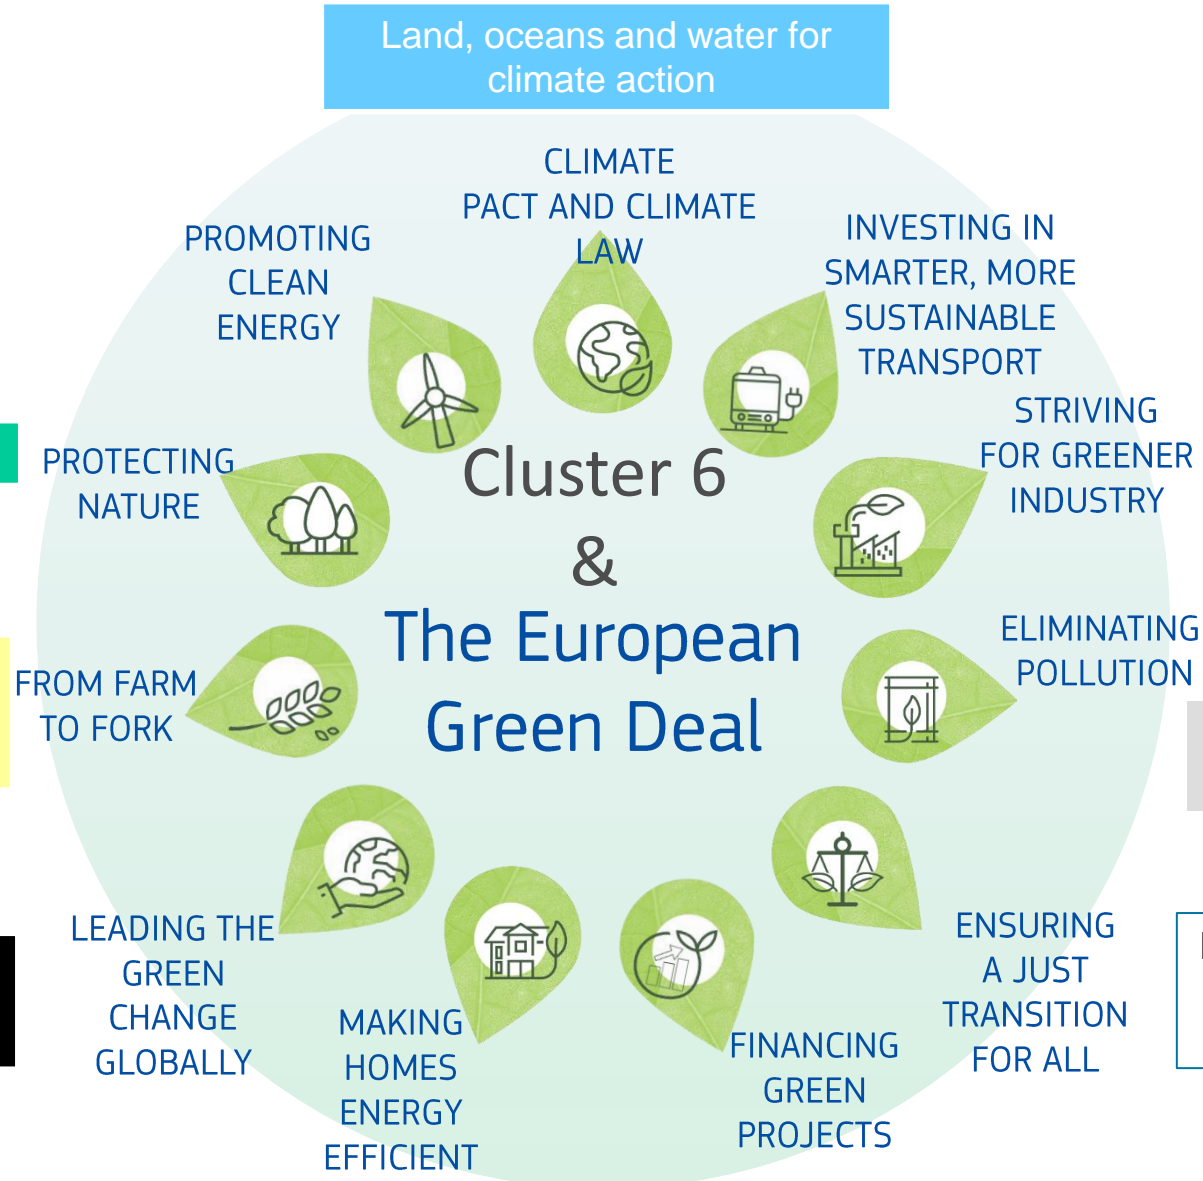 Land, oceans and water for
climate action
CLIMATE
PACT AND CLIMATE
LAW
PROMOTING
CLEAN
ENERGY
INVESTING IN
SMARTER, MORE
SUSTAINABLE
TRANSPORT
STRIVING
FOR GREENER
INDUSTRY
PROTECTING
NATURE
Cluster 6
&
The European
Green Deal
ELIMINATING
POLLUTION
FROM FARM
TO FORK
LEADING THE
GREEN
CHANGE
GLOBALLY
MAKING
HOMES
ENERGY
EFFICIENT
FINANCING
GREEN
PROJECTS
ENSURING
A JUST
TRANSITION
FOR ALL